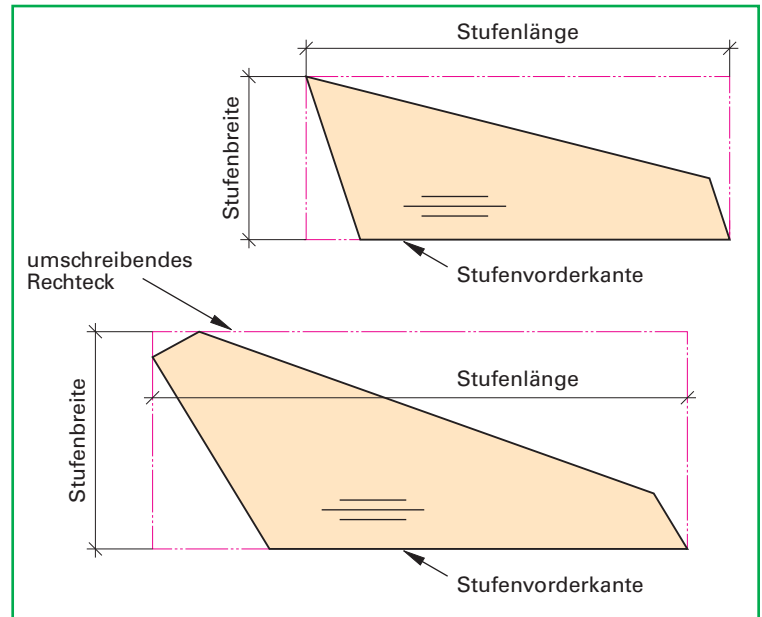 Stufenlänge
Stufenbreite
Stufenvorderkante
umschreibendes
Rechteck
Stufenlänge
Stufenbreite
Stufenvorderkante